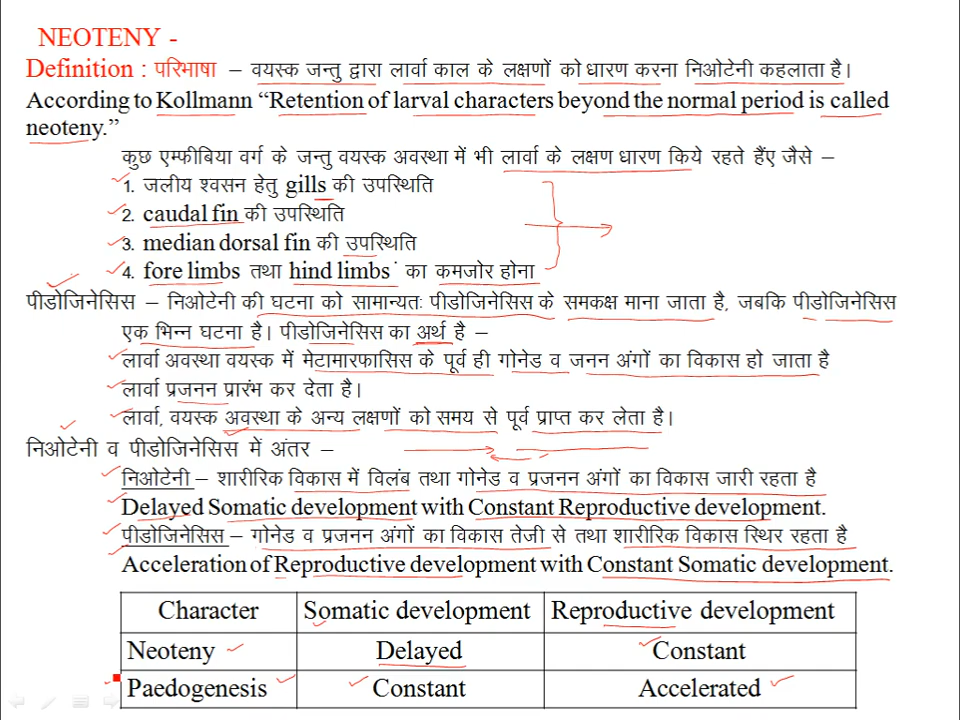 NEOTENY -
Definition : परिभाषा – वयस्क जन्तु द्वारा लार्वा काल के लक्षणों को धारण करना निओटेनी कहलाता है।
According to Kollmann “Retention of larval characters beyond the normal period is called
neoteny.”
कुछ एम्फीबिया वर्ग के जन्तु वयस्क अवस्था में भी लार्वा के लक्षण धारण किये रहते हैंए जैसे –
1. जलीय श्वसन हेतु gills की उपस्थिति
2. caudal fin की उपस्थिति
3. median dorsal fin की उपस्थिति
4. fore limbs तथा hind limbs का कमजोर होना
पीडोजिनेसिस – निओटेनी की घटना को सामान्यतः पीडोजिनेसिस के समकक्ष माना जाता है, जबकि पीडोजिनेसिस
एक भिन्न घटना है। पीडोजिनेसिस का अर्थ है –
लार्वा अवस्था वयस्क में मेटामारफासिस के पूर्व ही गोनेड व जनन अंगों का विकास हो जाता है
लार्वा प्रजनन प्रारंभ कर देता है।
लार्वा, वयस्क अवस्था के अन्य लक्षणों को समय से पूर्व प्राप्त कर लेता है।
निओटेनी व पीडोजिनेसिस में अंतर –
निओटेनी – शारीरिक विकास में विलंब तथा गोनेड व प्रजनन अंगों का विकास जारी रहता है
Delayed Somatic development with Constant Reproductive development.
पीडोजिनेसिस – गोनेड व प्रजनन अंगों का विकास तेजी से तथा शारीरिक विकास स्थिर रहता है
Acceleration of Reproductive development with Constant Somatic development.
Character Somatic development Reproductive development
Neoteny Delayed Constant
Paedogenesis Constant Accelerated